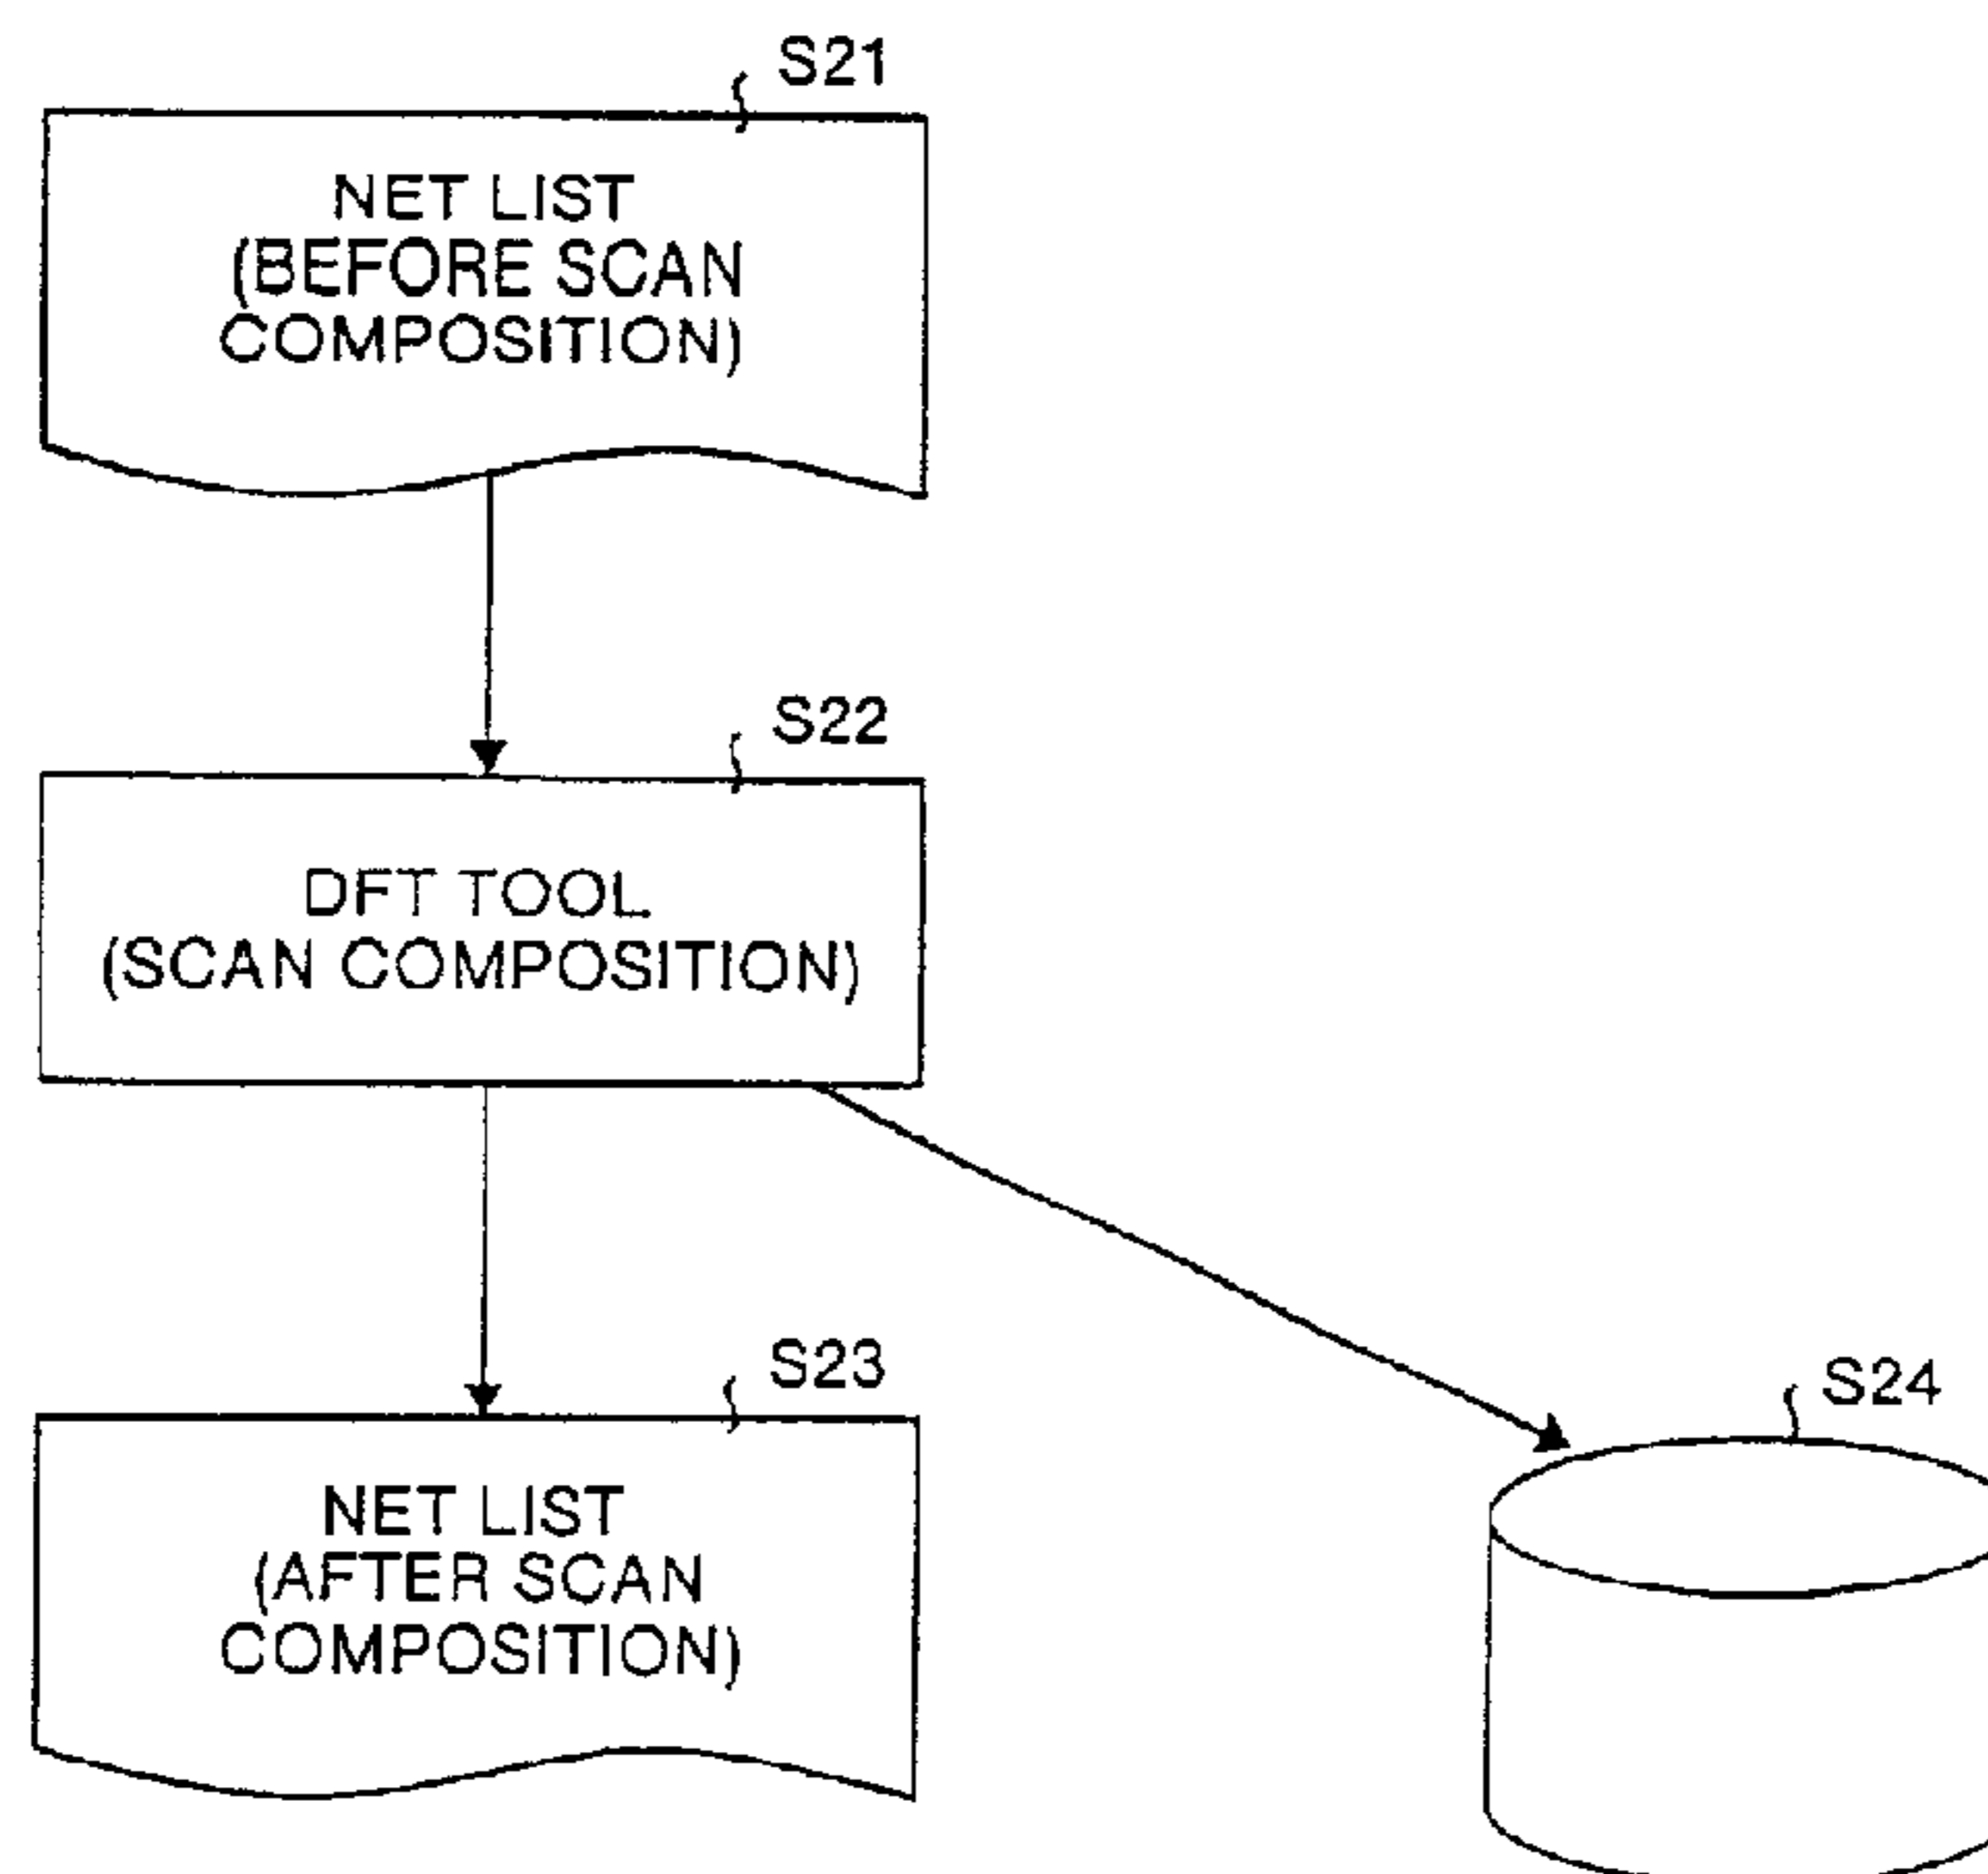 S21
NET LIST
(BEFORE SCAN
COMPOSITION)
S22
DFT TOOL
(SCAN COMPOSITION)
S23
NET LIST
(AFTER SCAN
COMPOSITION)
S24